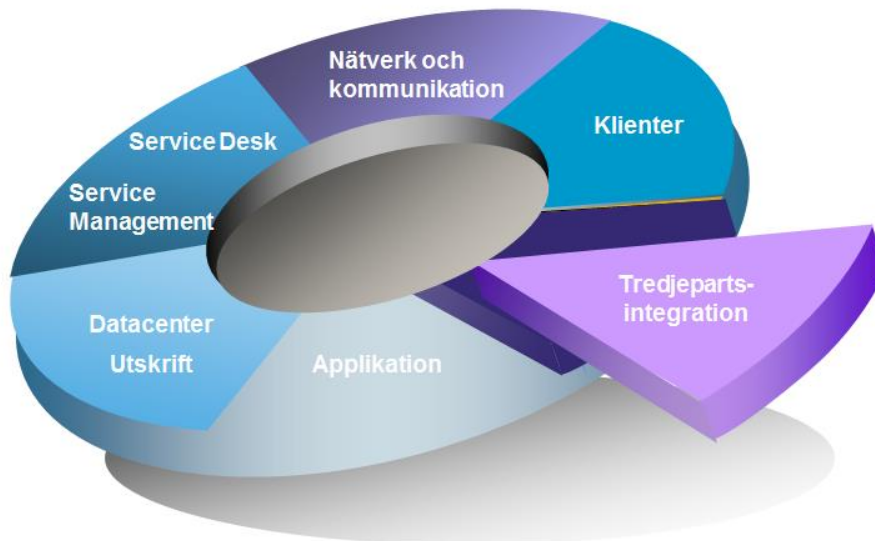 Nätverk och
kommunikation
Klienter
Service Desk
Service
Management
Tredjeparts-
integration
Datacenter
Utskrift
Applikation